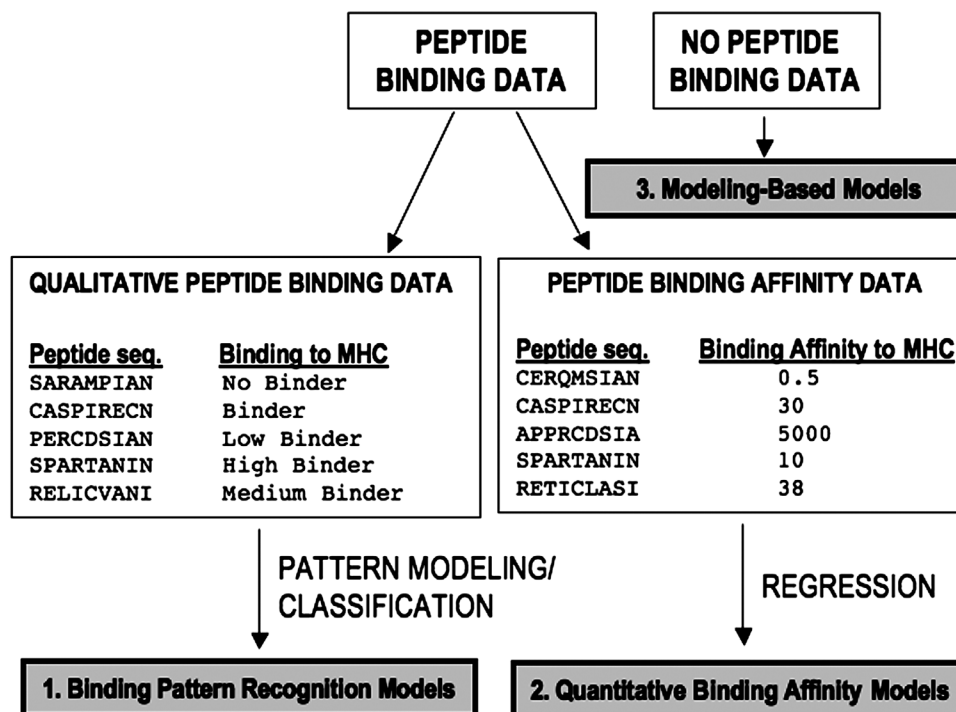 PEPTIDE
BINDING DATA
NO PEPTIDE
BINDING DATA
3. Modeling-Based Models
QUALITATIVE PEPTIDE BINDING DATA
Peptide seq. Binding to MHC
SARAMPIAN No Binder
CASPIRECN Binder
PERCDSIAN Low Binder
SPARTANIN High Binder
RELICVANI Medium Binder
PEPTIDE BINDING AFFINITY DATA
Peptide seq. Binding Affinity to MHC
CERQMSIAN 0.5
CASPIRECN 30
APPRCDSIA 5000
SPARTANIN 10
RETICLASI 38
PATTERN MODELING/
CLASSIFICATION
REGRESSION
1. Binding Pattern Recognition Models
2. Quantitative Binding Affinity Models